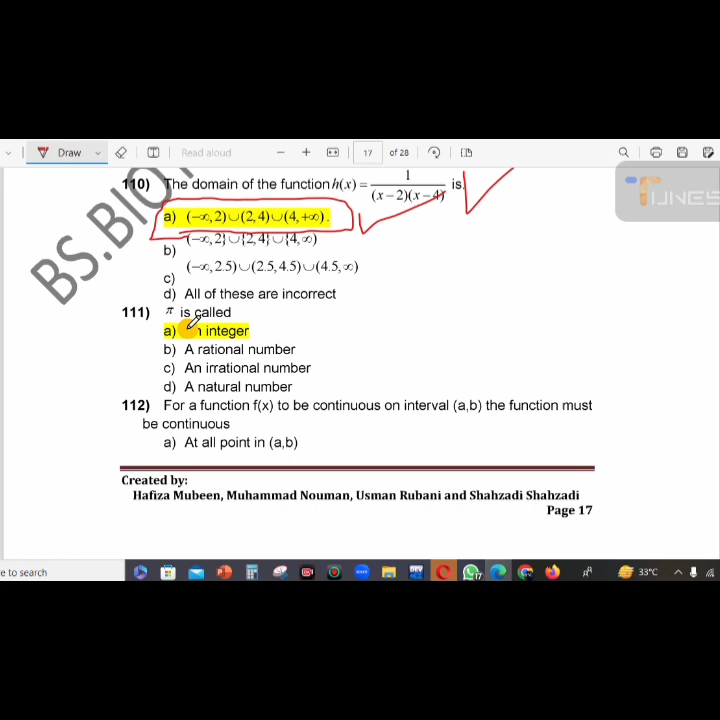 Draw
Read aloud
17
of 28
TUNES
BS.BIO
110) The domain of the function h(x) = 1 / (x−2)(x−4) is.
a) (−∞, 2) ∪ (2, 4) ∪ (4, +∞).
b) (−∞, 2} ∪ {2, 4} ∪ {4, ∞)
c) (−∞, 2.5) ∪ (2.5, 4.5) ∪ (4.5, ∞)
d) All of these are incorrect
111) π is called
a) integer
b) A rational number
c) An irrational number
d) A natural number
112) For a function f(x) to be continuous on interval (a,b) the function must
be continuous
a) At all point in (a,b)
Created by:
Hafiza Mubeen, Muhammad Nouman, Usman Rubani and Shahzadi Shahzadi
Page 17
e to search
17
33°C